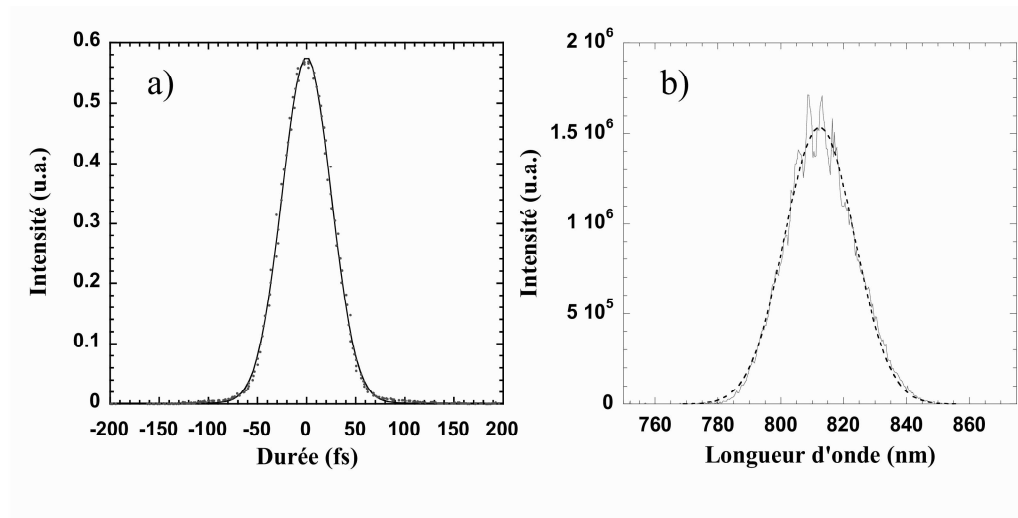 a)
0.6
0.5
0.4
0.3
0.2
0.1
0
-200 -150 -100 -50 0 50 100 150 200
Durée (fs)
Intensité (u.a.)
b)
2 10⁶
1.5 10⁶
1 10⁶
5 10⁵
0
760 780 800 820 840 860
Longueur d'onde (nm)
Intensité (u.a.)